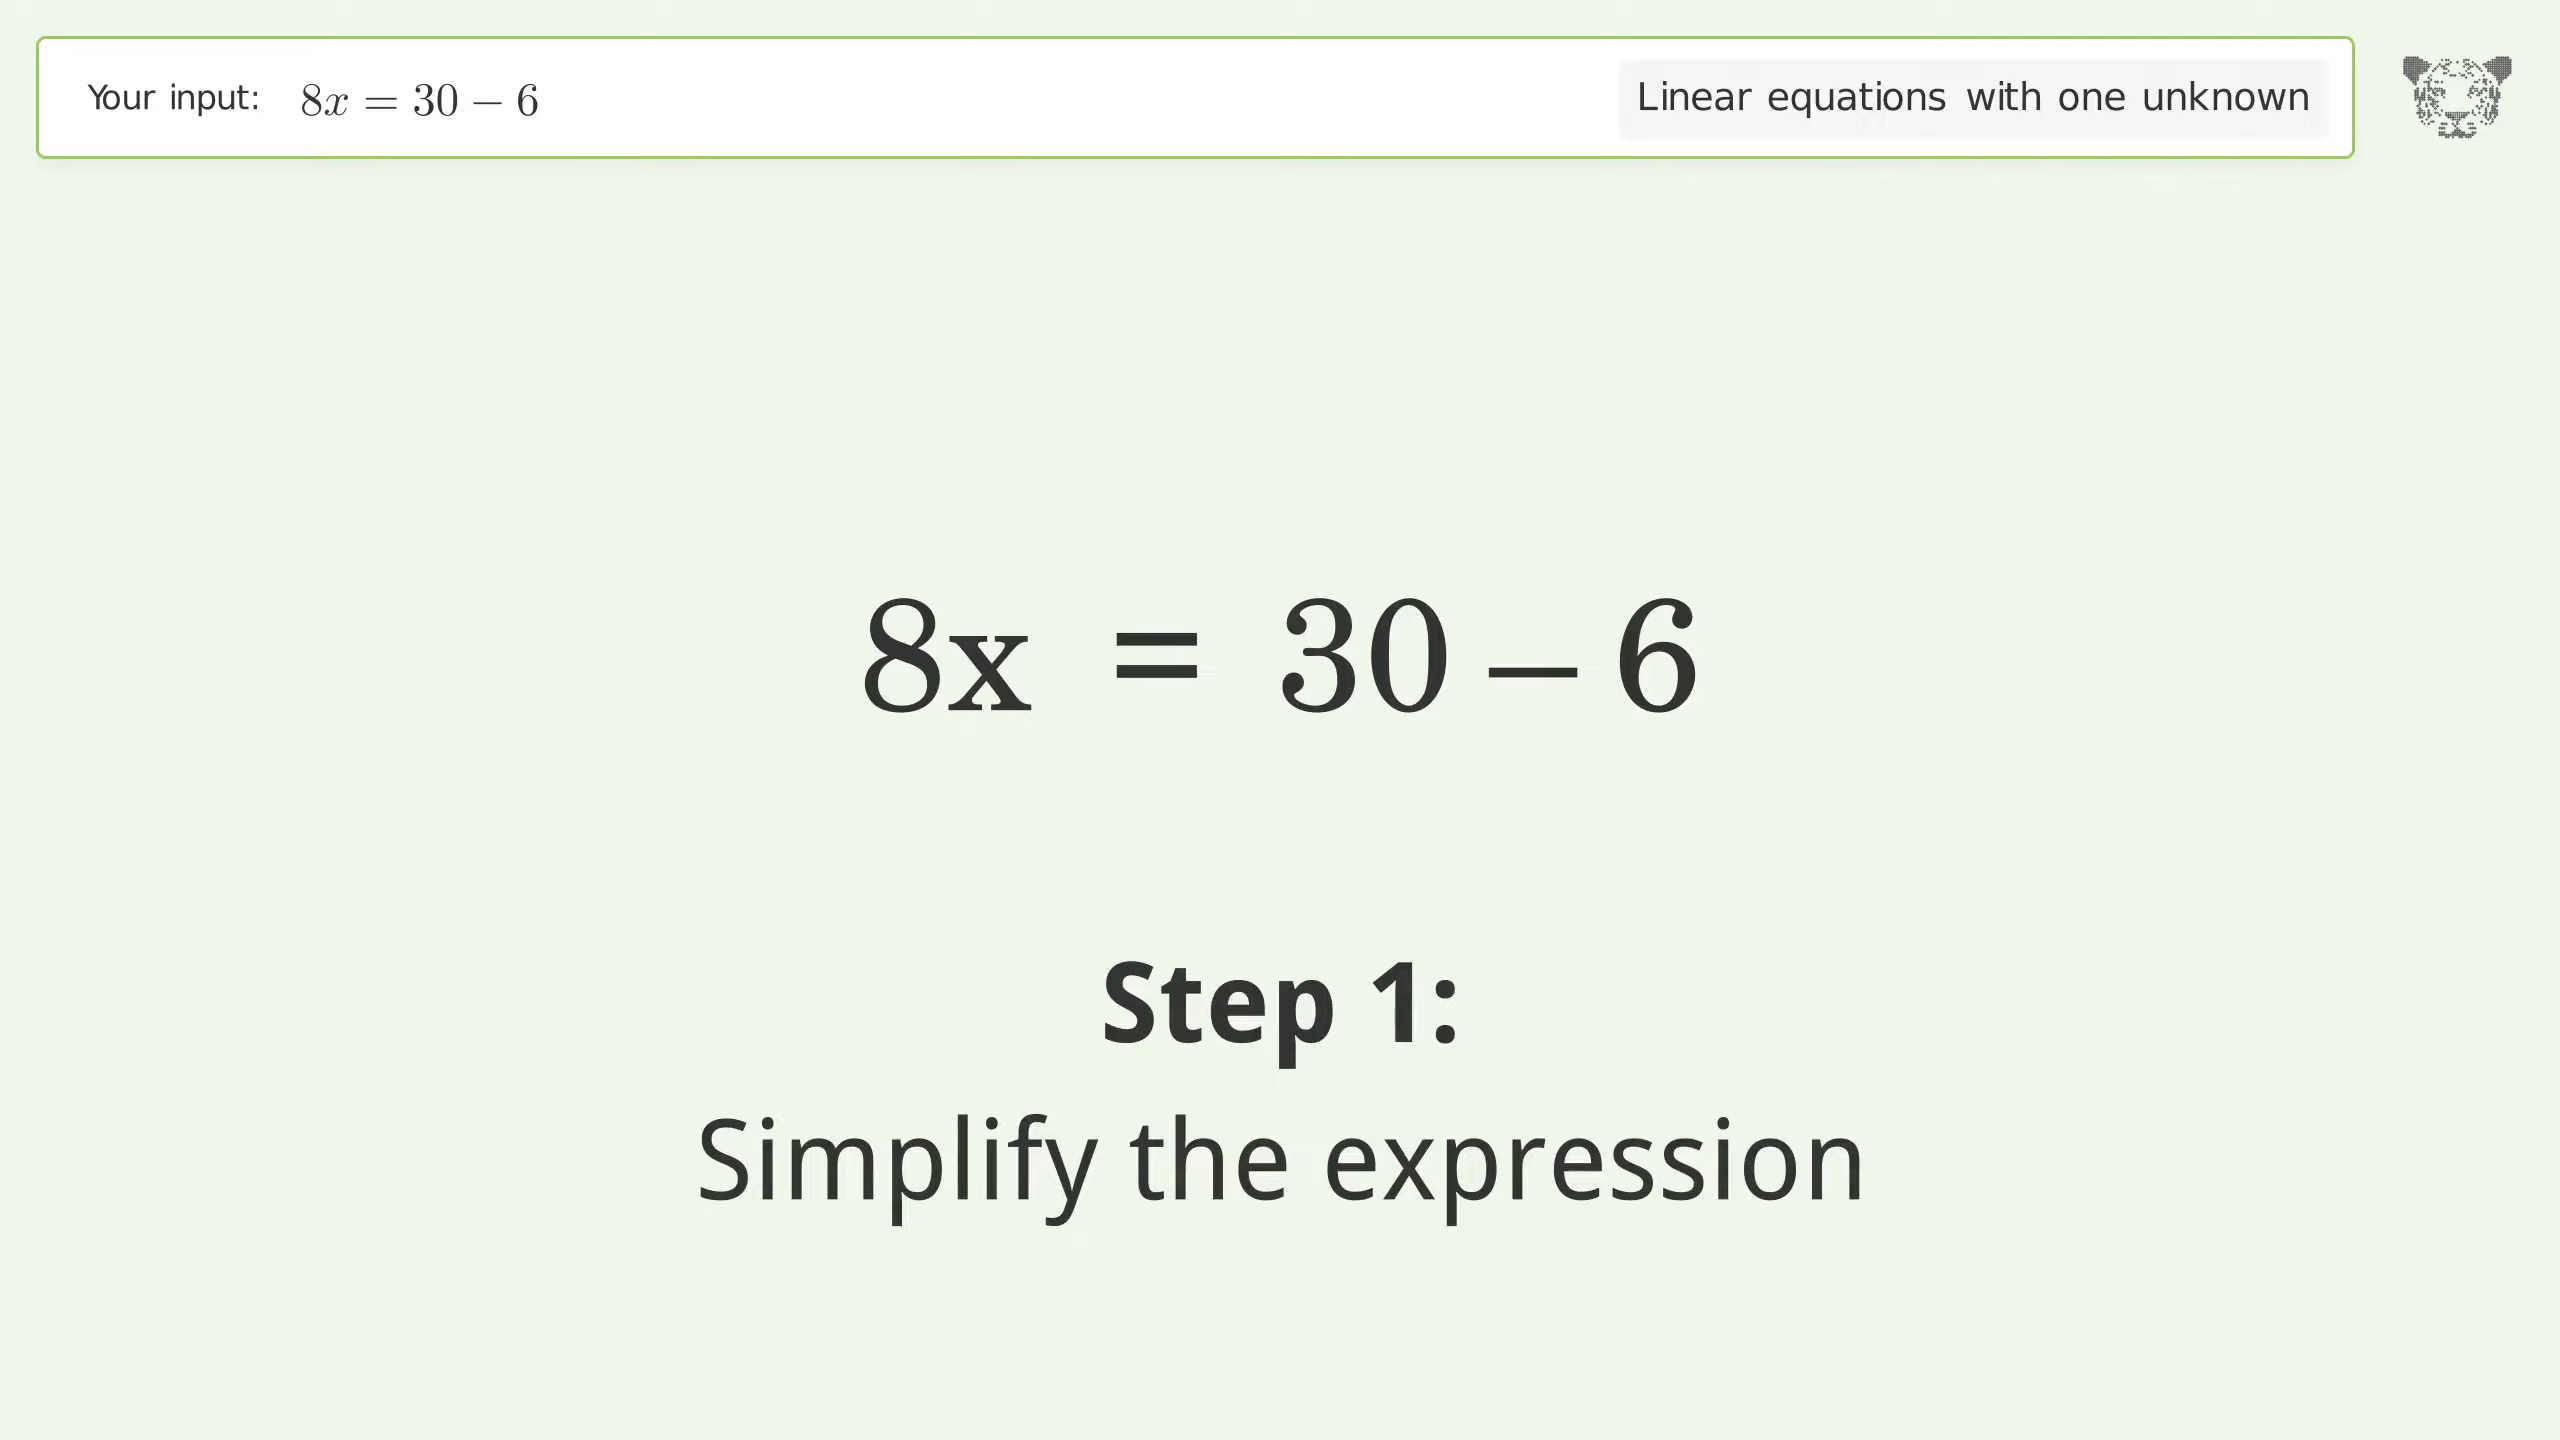 Your input: 8x = 30 − 6
Linear equations with one unknown
8x = 30 – 6
Step 1:
Simplify the expression